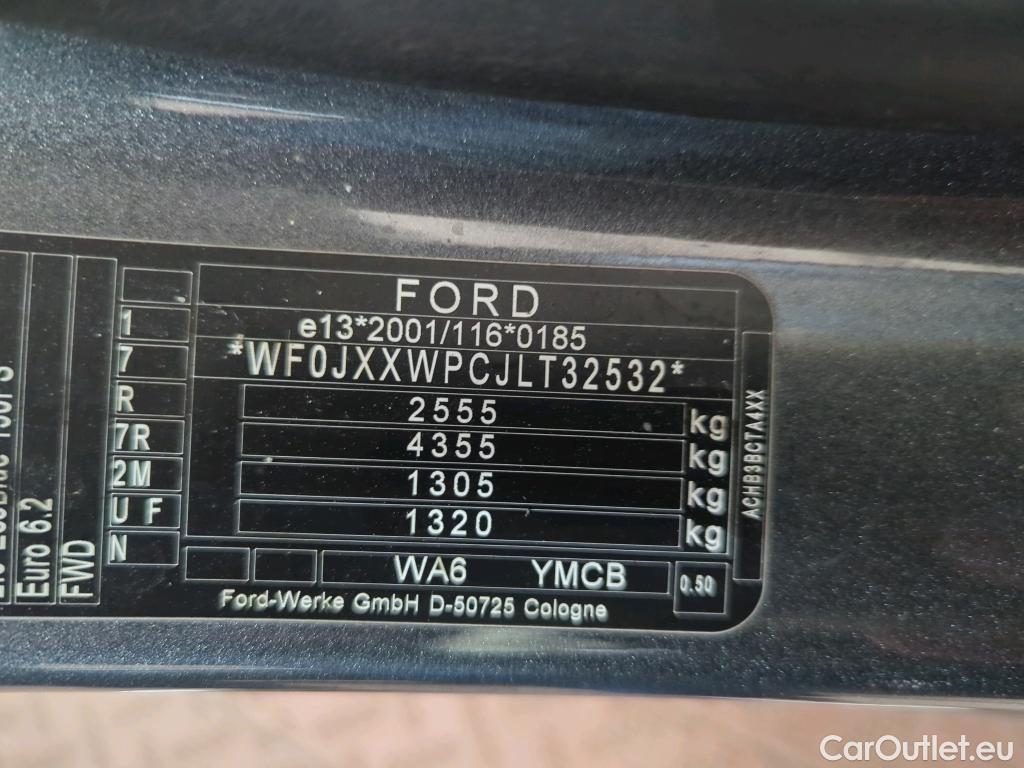 FORD
e13*2001/116*0185
*WF0JXXWPCJLT32532*
1
7
R
7R
2M
U F
N
2555 kg
4355 kg
1305 kg
1320 kg
WA6 YMCB
0.50
Ford-Werke GmbH D-50725 Cologne
ACHB3BCTA4XX
Euro 6.2
FWD
CarOutlet.eu